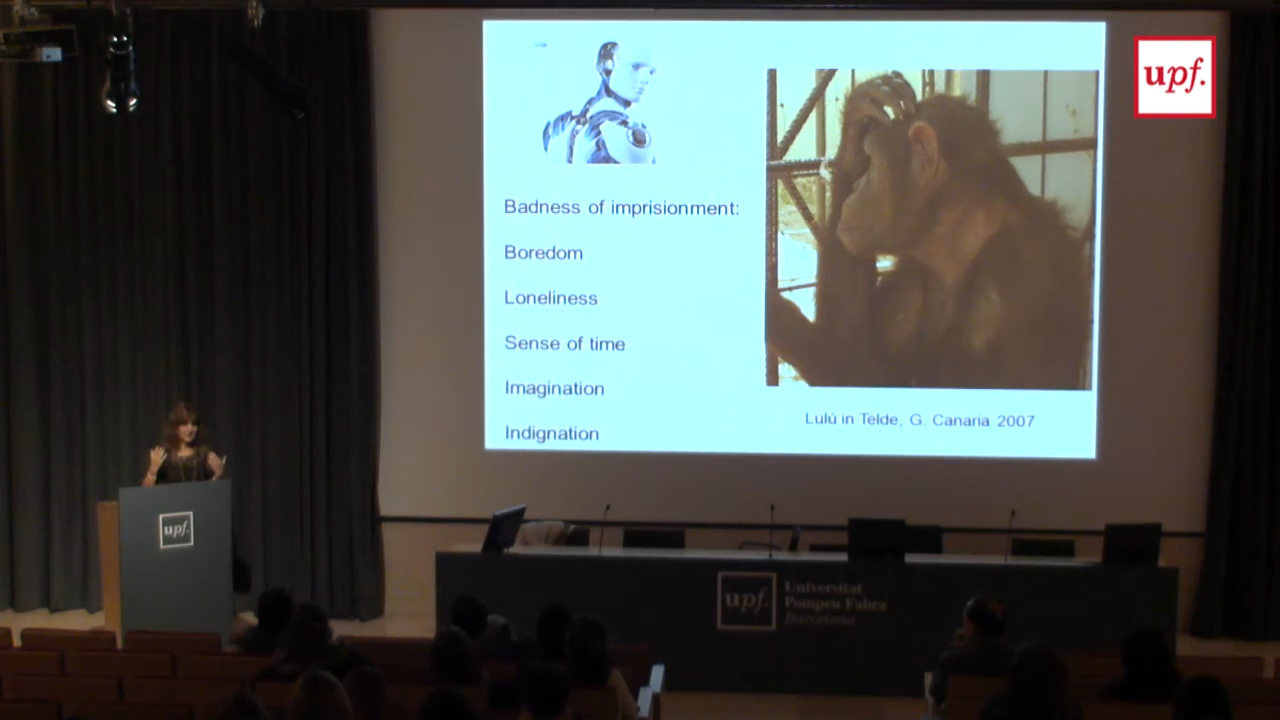 upf.
Badness of imprisionment:
Boredom
Loneliness
Sense of time
Imagination
Indignation
Lulù in Telde, G. Canaria 2007
upf.
upf.
Universitat
Pompeu Fabra
Barcelona